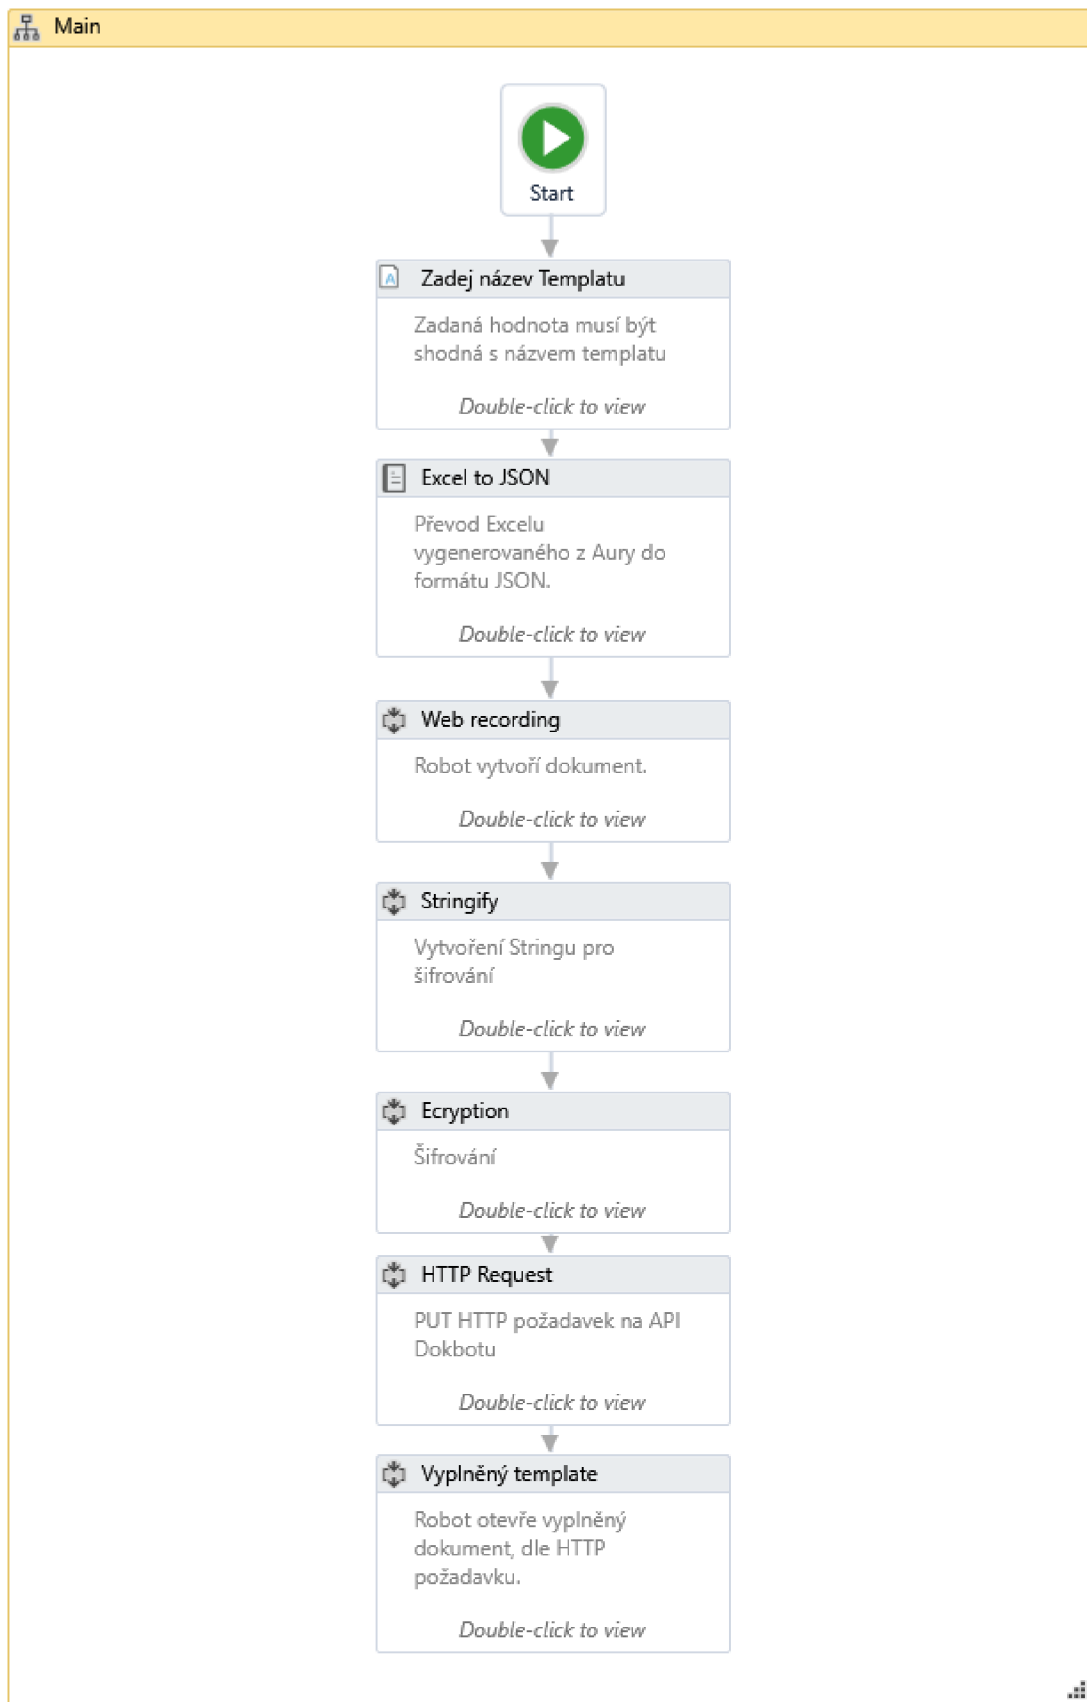 Main
Start
Zadej název Templatu
Zadaná hodnota musí být
shodná s názvem templatu
Double-click to view
Excel to JSON
Převod Excelu
vygenerovaného z Aury do
formátu JSON.
Double-click to view
Web recording
Robot vytvoří dokument.
Double-click to view
Stringify
Vytvoření Stringu pro
šifrování
Double-click to view
Ecryption
Šifrování
Double-click to view
HTTP Request
PUT HTTP požadavek na API
Dokbotu
Double-click to view
Vyplněný template
Robot otevře vyplněný
dokument, dle HTTP
požadavku.
Double-click to view